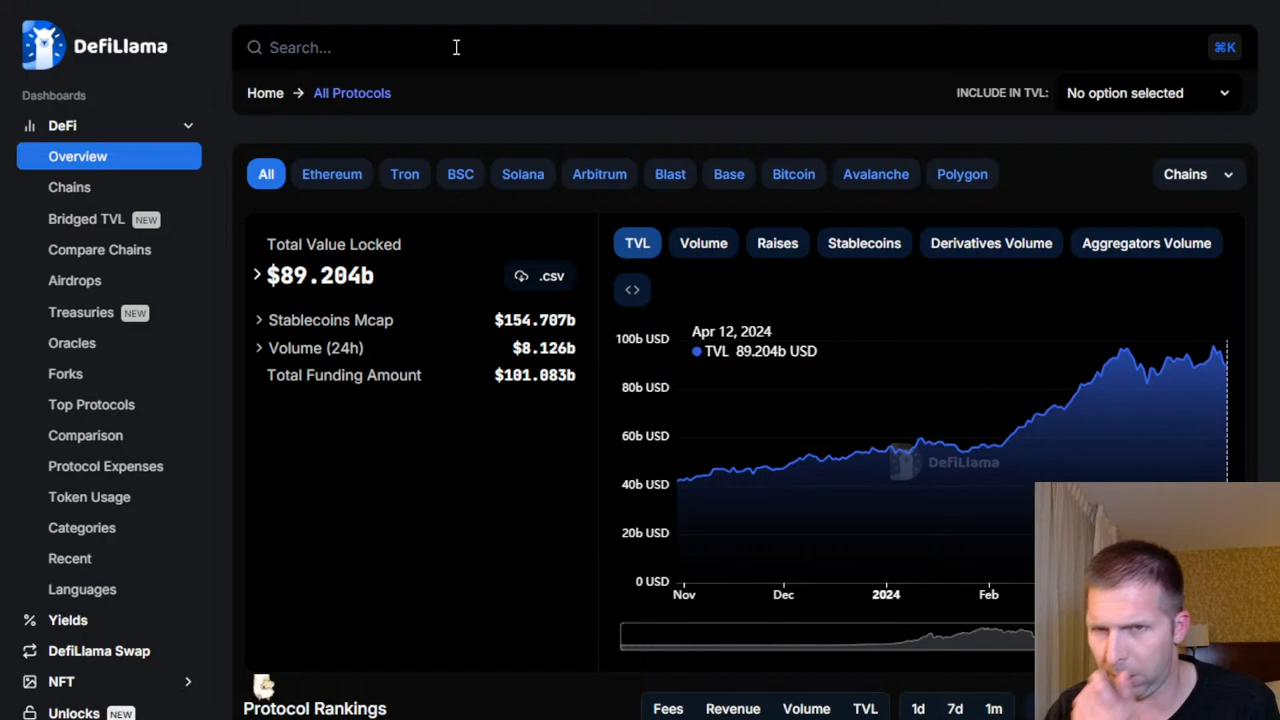 DefiLlama
Search...
⌘K
Home → All Protocols
INCLUDE IN TVL: No option selected
Dashboards
DeFi
Overview
Chains
Bridged TVL NEW
Compare Chains
Airdrops
Treasuries NEW
Oracles
Forks
Top Protocols
Comparison
Protocol Expenses
Token Usage
Categories
Recent
Languages
Yields
DefiLlama Swap
NFT
Unlocks NEW
All Ethereum Tron BSC Solana Arbitrum Blast Base Bitcoin Avalanche Polygon Chains
Total Value Locked
$89.204b .csv
Stablecoins Mcap $154.707b
Volume (24h) $8.126b
Total Funding Amount $101.083b
TVL Volume Raises Stablecoins Derivatives Volume Aggregators Volume
Apr 12, 2024
TVL 89.204b USD
100b USD
80b USD
60b USD
40b USD
20b USD
0 USD
DefiLlama
Nov Dec 2024 Feb
Protocol Rankings
Fees Revenue Volume TVL 1d 7d 1m